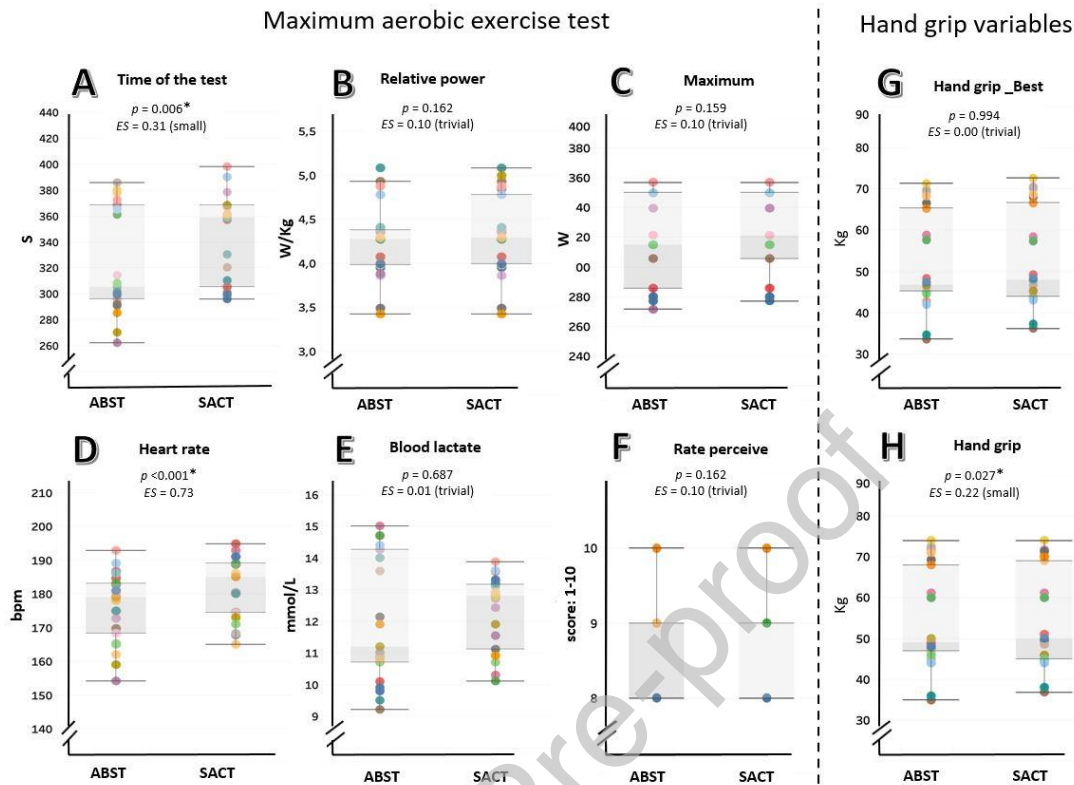 Maximum aerobic exercise test
Hand grip variables
A Time of the test
p = 0.006*
ES = 0.31 (small)
440
420
400
380
360
340
320
300
280
260
S
ABST SACT
B Relative power
p = 0.162
ES = 0.10 (trivial)
5,5
5,0
4,5
4,0
3,5
3,0
W/Kg
ABST SACT
C Maximum
p = 0.159
ES = 0.10 (trivial)
400
360
360
340
20
00
280
260
240
W
ABST SACT
G Hand grip _Best
p = 0.994
ES = 0.00 (trivial)
90
80
70
60
50
40
30
Kg
ABST SACT
D Heart rate
p <0.001*
ES = 0.73
210
200
190
180
170
160
150
140
bpm
ABST SACT
E Blood lactate
p = 0.687
ES = 0.01 (trivial)
16
15
14
13
12
11
10
9
mmol/L
ABST SACT
F Rate perceive
p = 0.162
ES = 0.10 (trivial)
10
9
8
score: 1-10
ABST SACT
H Hand grip
p = 0.027*
ES = 0.22 (small)
90
80
70
60
50
40
30
Kg
ABST SACT
Pre-proof